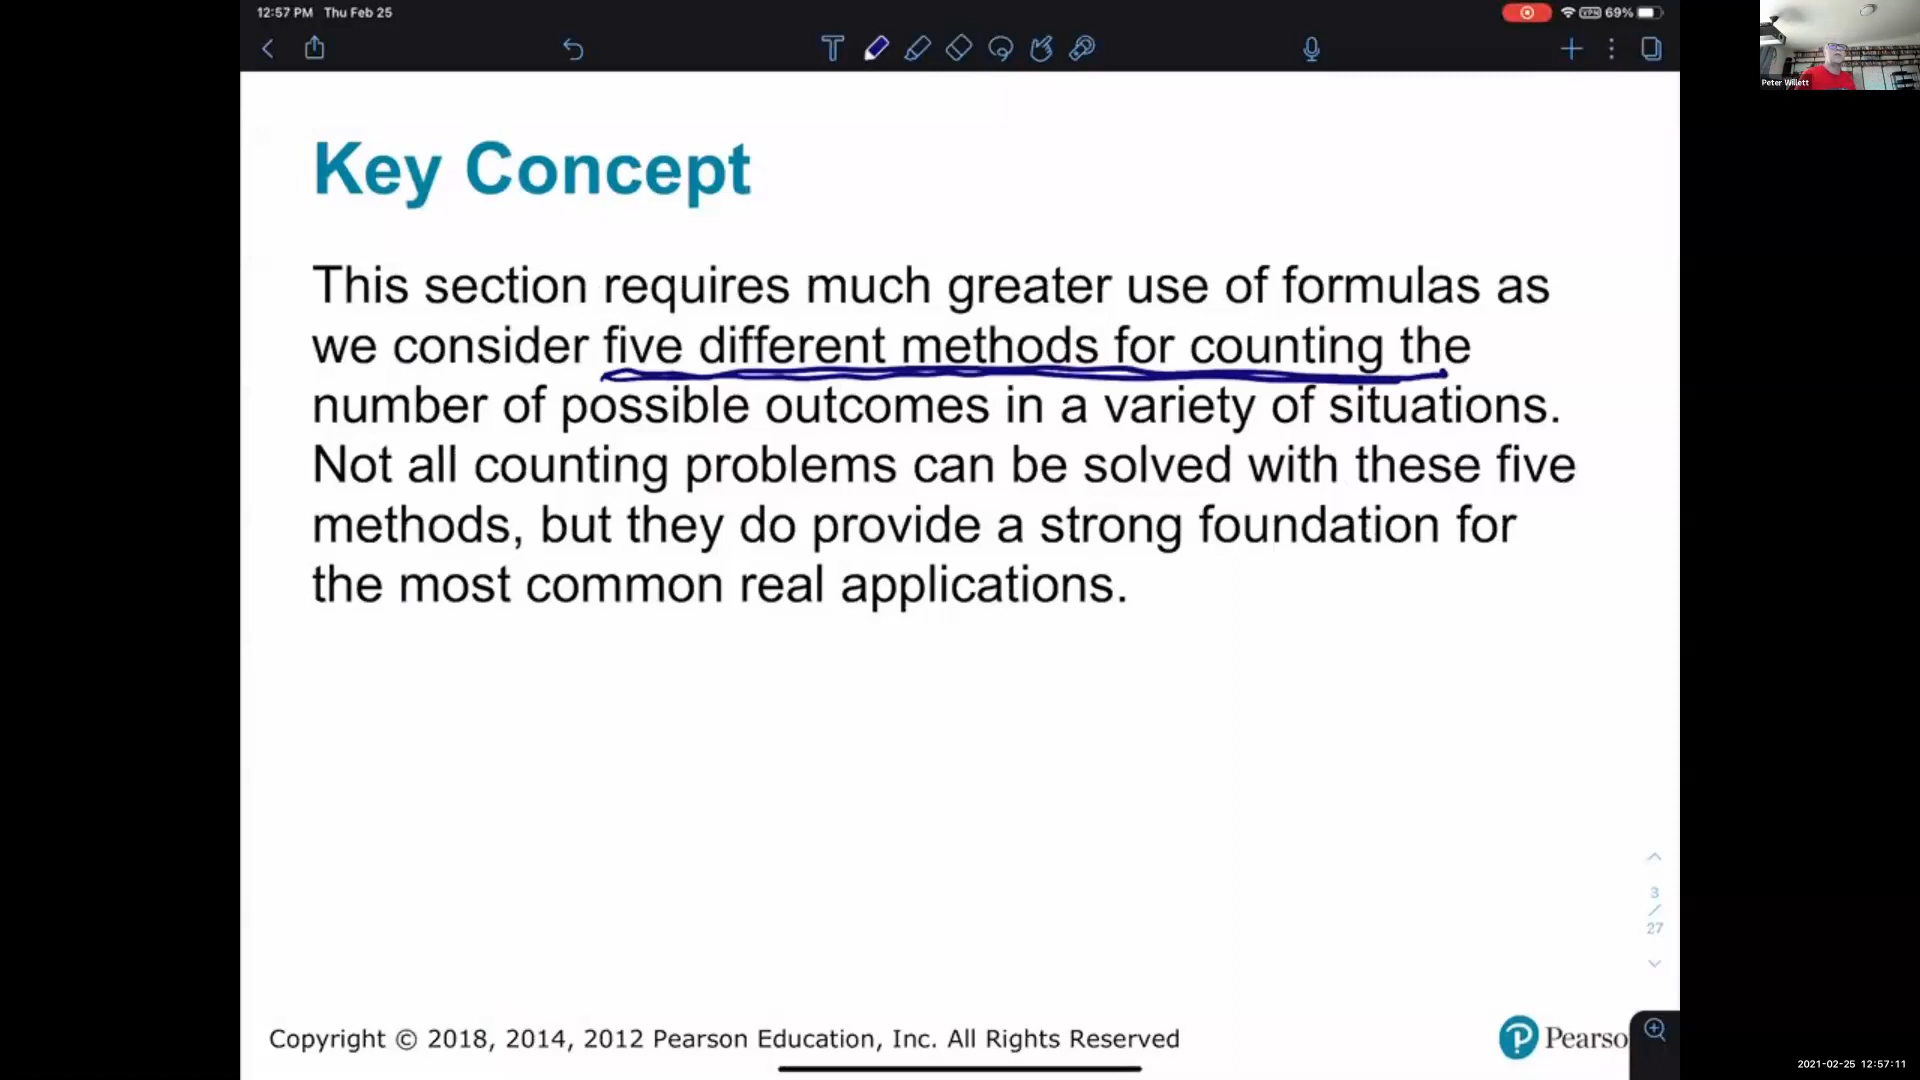 12:57 PM Thu Feb 25
VPN 69%
Peter Willett
Key Concept
This section requires much greater use of formulas as
we consider five different methods for counting the
number of possible outcomes in a variety of situations.
Not all counting problems can be solved with these five
methods, but they do provide a strong foundation for
the most common real applications.
3
/
27
Copyright © 2018, 2014, 2012 Pearson Education, Inc. All Rights Reserved
Pearso
2021-02-25 12:57:11